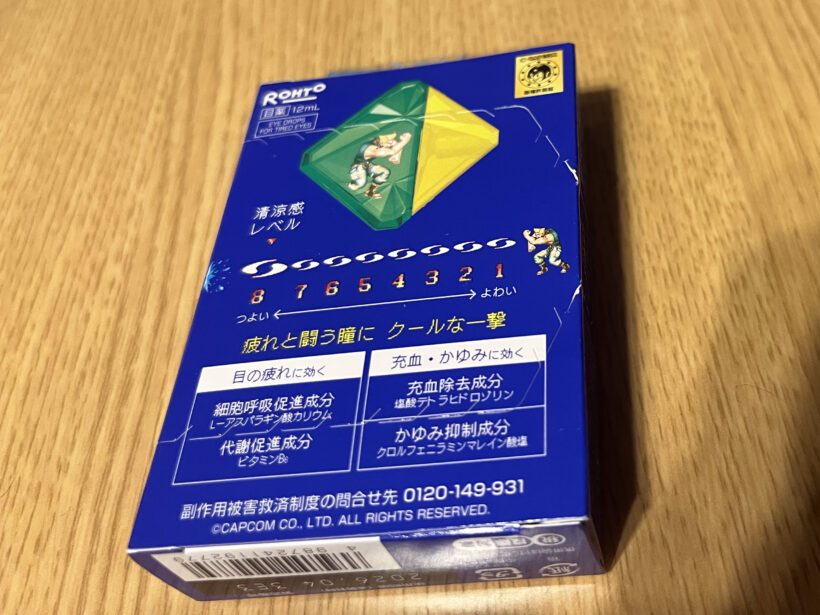 ROHTO
目薬 12mL
EYE DROPS
FOR TIRED EYES
清涼感
レベル
8 7 6 5 4 3 2 1
つよい よわい
疲れと闘う瞳に クールな一撃
目の疲れに効く
細胞呼吸促進成分
L-アスパラギン酸カリウム
代謝促進成分
ビタミンB6
充血・かゆみに効く
充血除去成分
塩酸テトラヒドロゾリン
かゆみ抑制成分
クロルフェニラミンマレイン酸塩
副作用被害救済制度の問合せ先 0120-149-931
©CAPCOM CO., LTD. ALL RIGHTS RESERVED.
4 987241 192779
2026.04 3E3